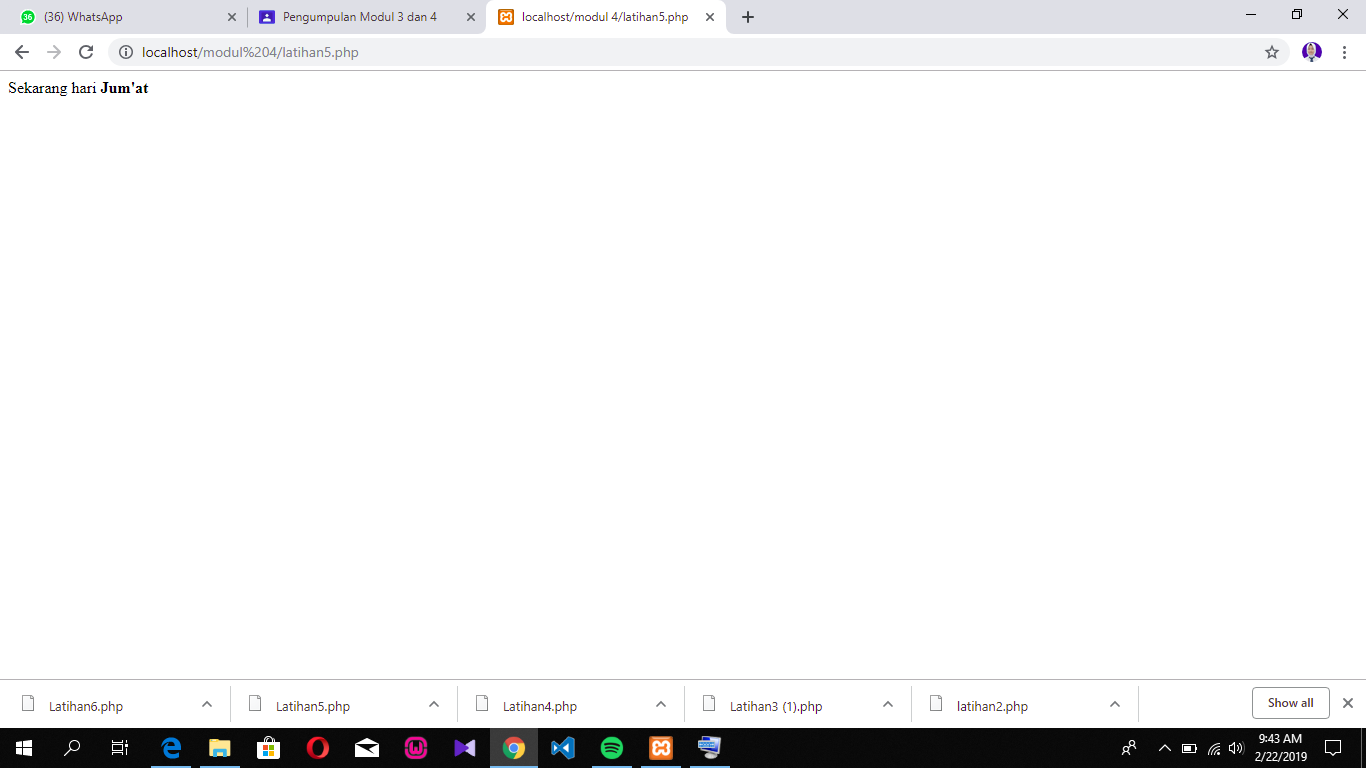 36 (36) WhatsApp
Pengumpulan Modul 3 dan 4
localhost/modul 4/latihan5.php
localhost/modul%204/latihan5.php
Sekarang hari Jum'at
Latihan6.php
Latihan5.php
Latihan4.php
Latihan3 (1).php
latihan2.php
Show all
9:43 AM
2/22/2019